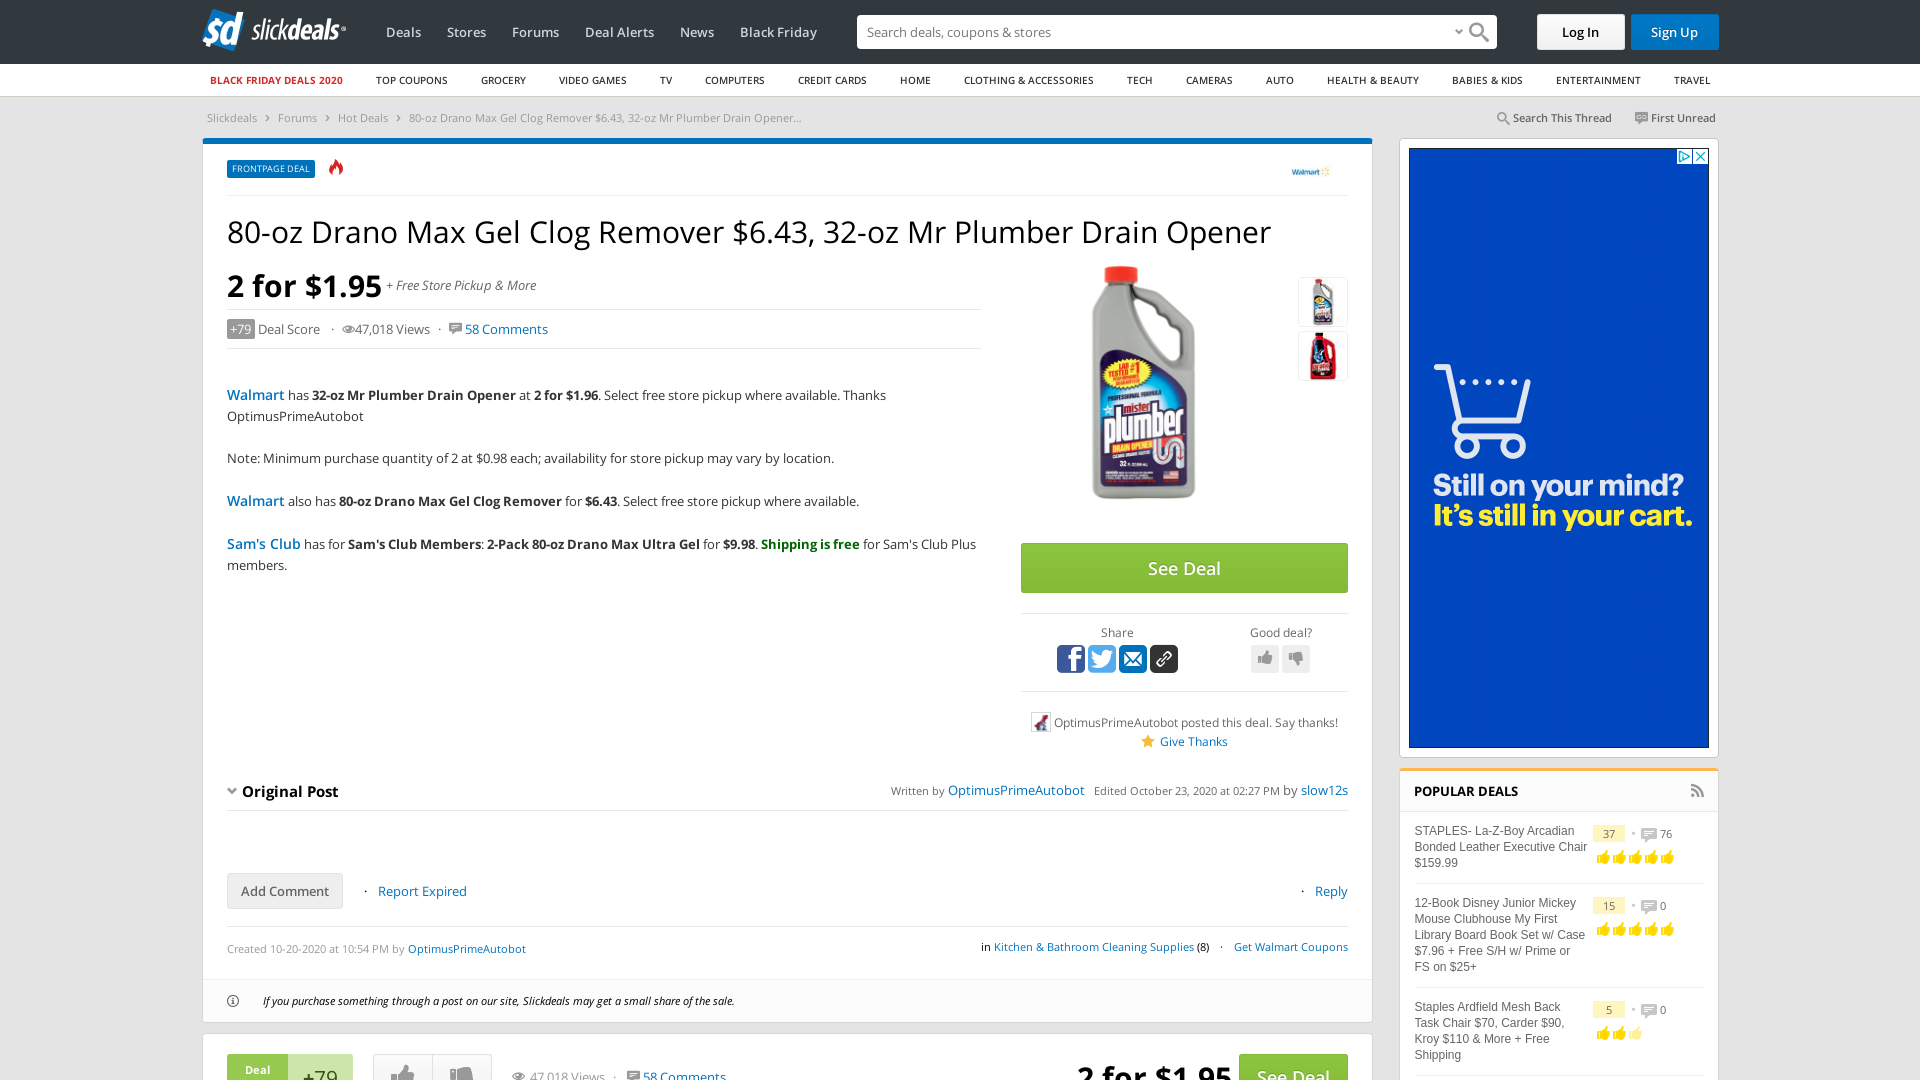 sd slickdeals
Deals
Stores
Forums
Deal Alerts
News
Black Friday
Search deals, coupons & shops
Log In
Sign Up
BLACK FRIDAY DEALS 2020
TOP COUPONS
GROCERY
VIDEO GAMES
TV
COMPUTERS
CREDIT CARDS
HOME
CLOTHING & ACCESSORIES
TECH
CAMERAS
AUTO
HEALTH & BEAUTY
BABIES & KIDS
ENTERTAINMENT
TRAVEL
Slickdeals > Forums > Hot Deals > 80-oz Drano Max Gel Clog Remover $6.43, 32-oz Mr Plumber Drain Opener...
Search This Thread
First Unread
FRONTPAGE DEAL
Walmart
80-oz Drano Max Gel Clog Remover $6.43, 32-oz Mr Plumber Drain Opener
2 for $1.95 + Free Store Pickup & More
+79 Deal Score · 47,018 Views · 58 Comments
Walmart has 32-oz Mr Plumber Drain Opener at 2 for $1.96. Select free store pickup where available. Thanks
OptimusPrimeAutobot
Note: Minimum purchase quantity of 2 at $0.98 each; availability for store pickup may vary by location.
Walmart also has 80-oz Drano Max Gel Clog Remover for $6.43. Select free store pickup where available.
Sam's Club has for Sam's Club Members: 2-Pack 80-oz Drano Max Ultra Gel for $9.98. Shipping is free for Sam's Club Plus
members.
LAB
TESTED #1
PROFESSIONAL FORMULA
mister
plumber
DRAIN OPENER
See Deal
Share
Good deal?
OptimusPrimeAutobot posted this deal. Say thanks!
Give Thanks
Original Post
Written by OptimusPrimeAutobot Edited October 23, 2020 at 02:27 PM by slow12s
Add Comment · Report Expired
· Reply
Created 10-20-2020 at 10:54 PM by OptimusPrimeAutobot
in Kitchen & Bathroom Cleaning Supplies (8) · Get Walmart Coupons
If you purchase something through a post on our site, Slickdeals may get a small share of the sale.
Deal
+79
47,018 Views · 58 Comments
2 for $1.95
See Deal
Still on your mind?
It's still in your cart.
POPULAR DEALS
STAPLES- La-Z-Boy Arcadian
Bonded Leather Executive Chair
$159.99
37 • 76
12-Book Disney Junior Mickey
Mouse Clubhouse My First
Library Board Book Set w/ Case
$7.96 + Free S/H w/ Prime or
FS on $25+
15 • 0
Staples Ardfield Mesh Back
Task Chair $70, Carder $90,
Kroy $110 & More + Free
Shipping
5 • 0